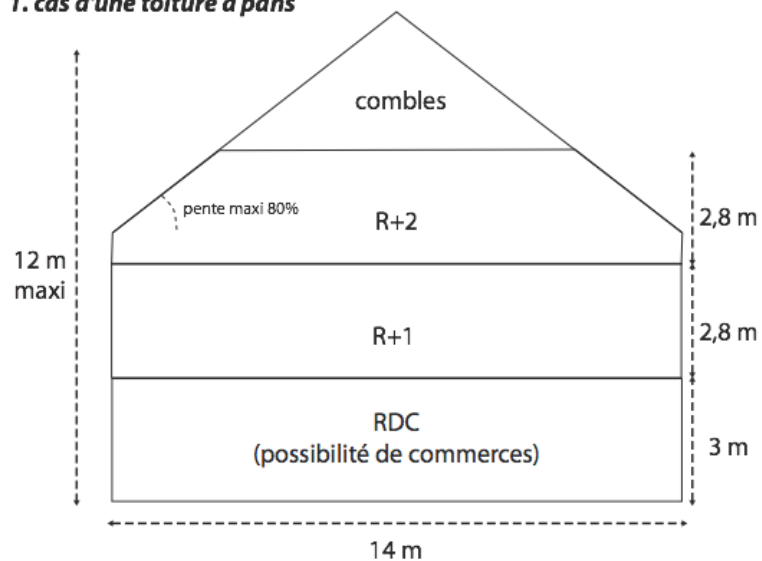 1. cas d'une toiture à pans
combles
pente maxi 80%
R+2
2,8 m
12 m
maxi
R+1
2,8 m
RDC
(possibilité de commerces)
3 m
14 m